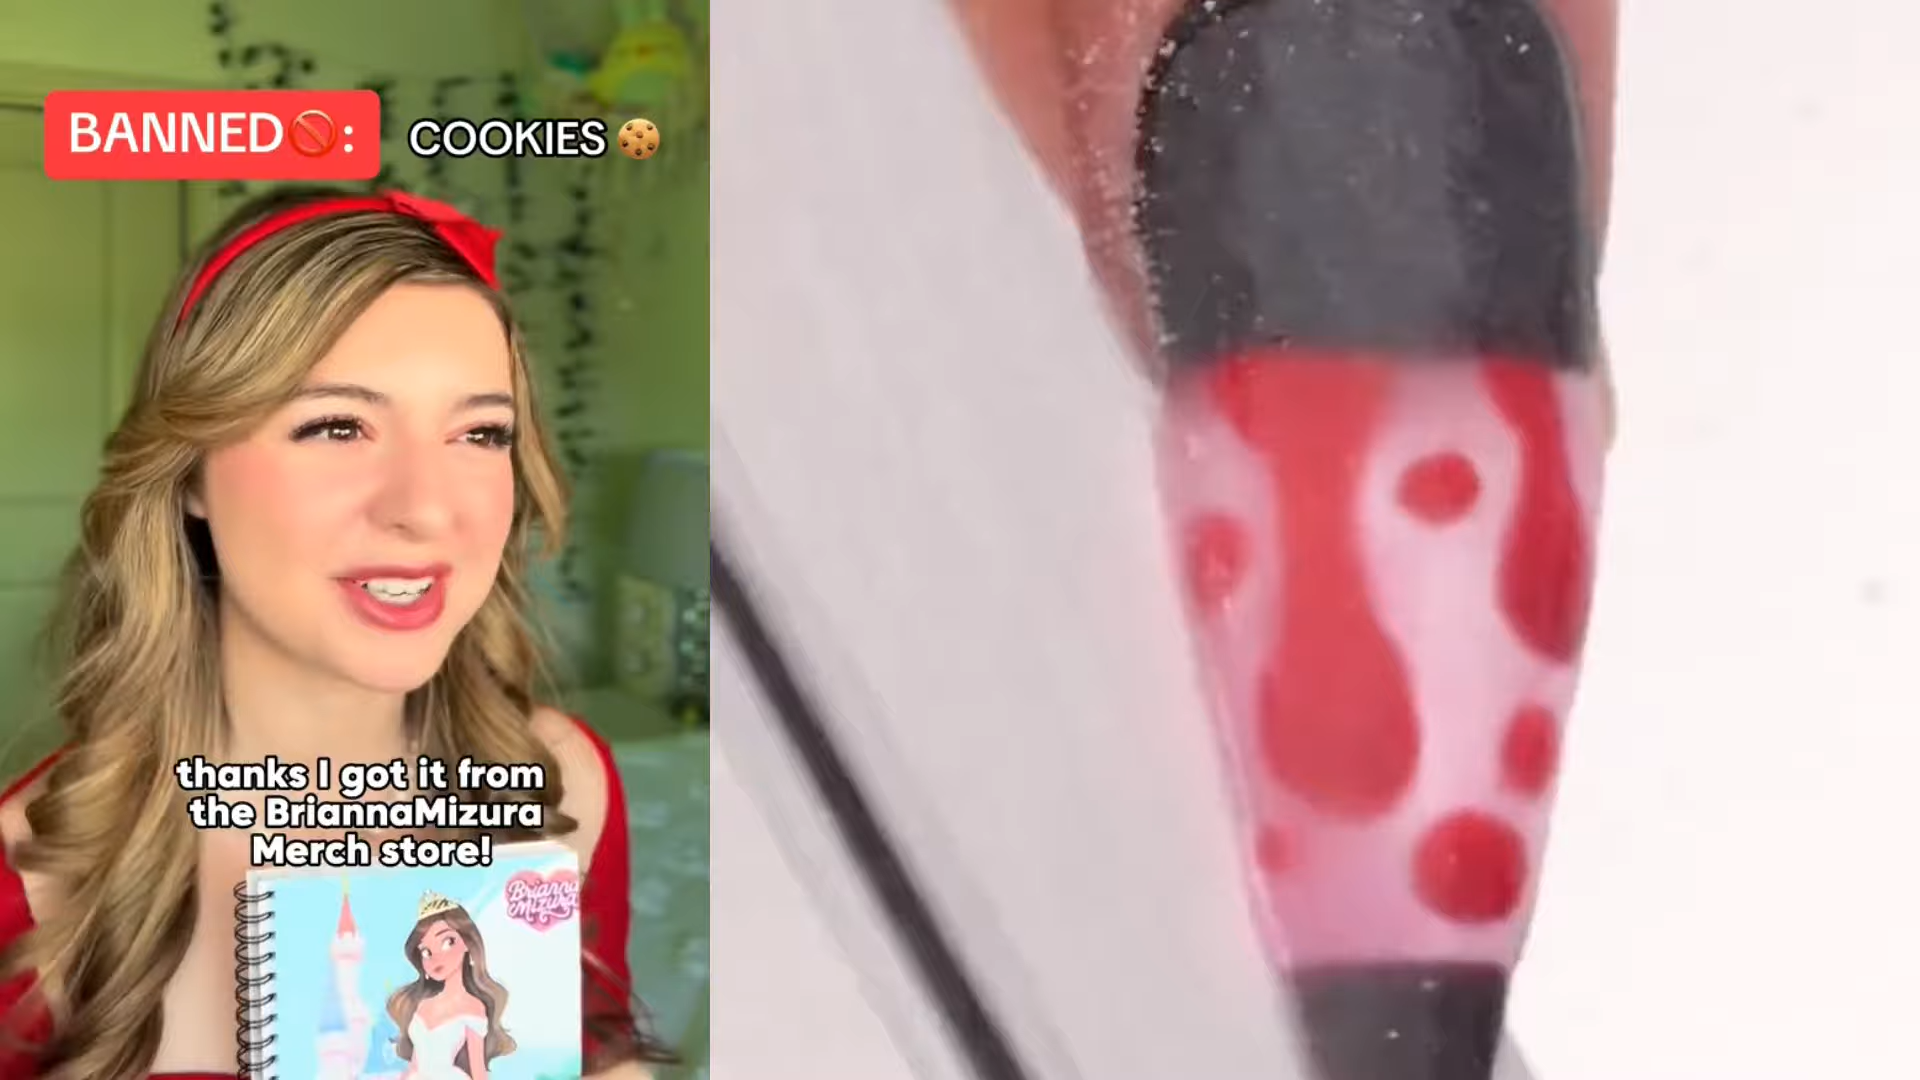 BANNED🚫:
COOKIES 🍪
thanks I got it from
the BriannaMizura
Merch store!
Brianna
Mizura